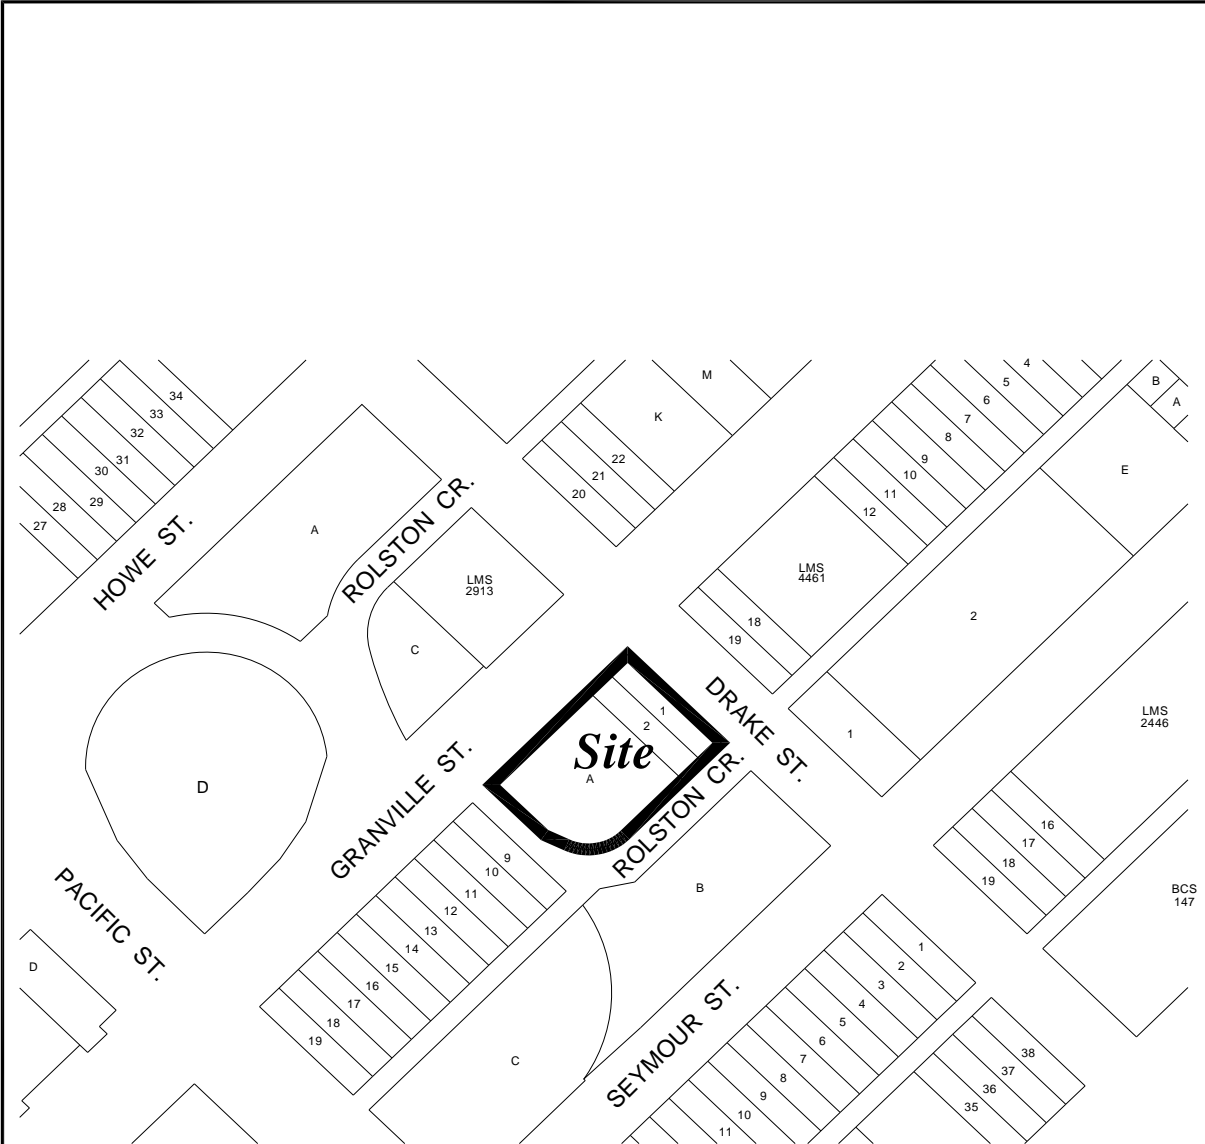 34
33
32
31
30
29
28
27
HOWE ST.
A
ROLSTON CR.
LMS
2913
C
D
M
K
22
21
20
4
5
6
7
8
9
10
11
12
LMS
4461
18
19
B
A
E
2
1
LMS
2446
DRAKE ST.
1
2
Site
A
ROLSTON CR.
GRANVILLE ST.
PACIFIC ST.
D
9
10
11
12
13
14
15
16
17
18
19
B
C
SEYMOUR ST.
16
17
18
19
BCS
147
1
2
3
4
5
6
7
8
9
10
11
38
37
36
35